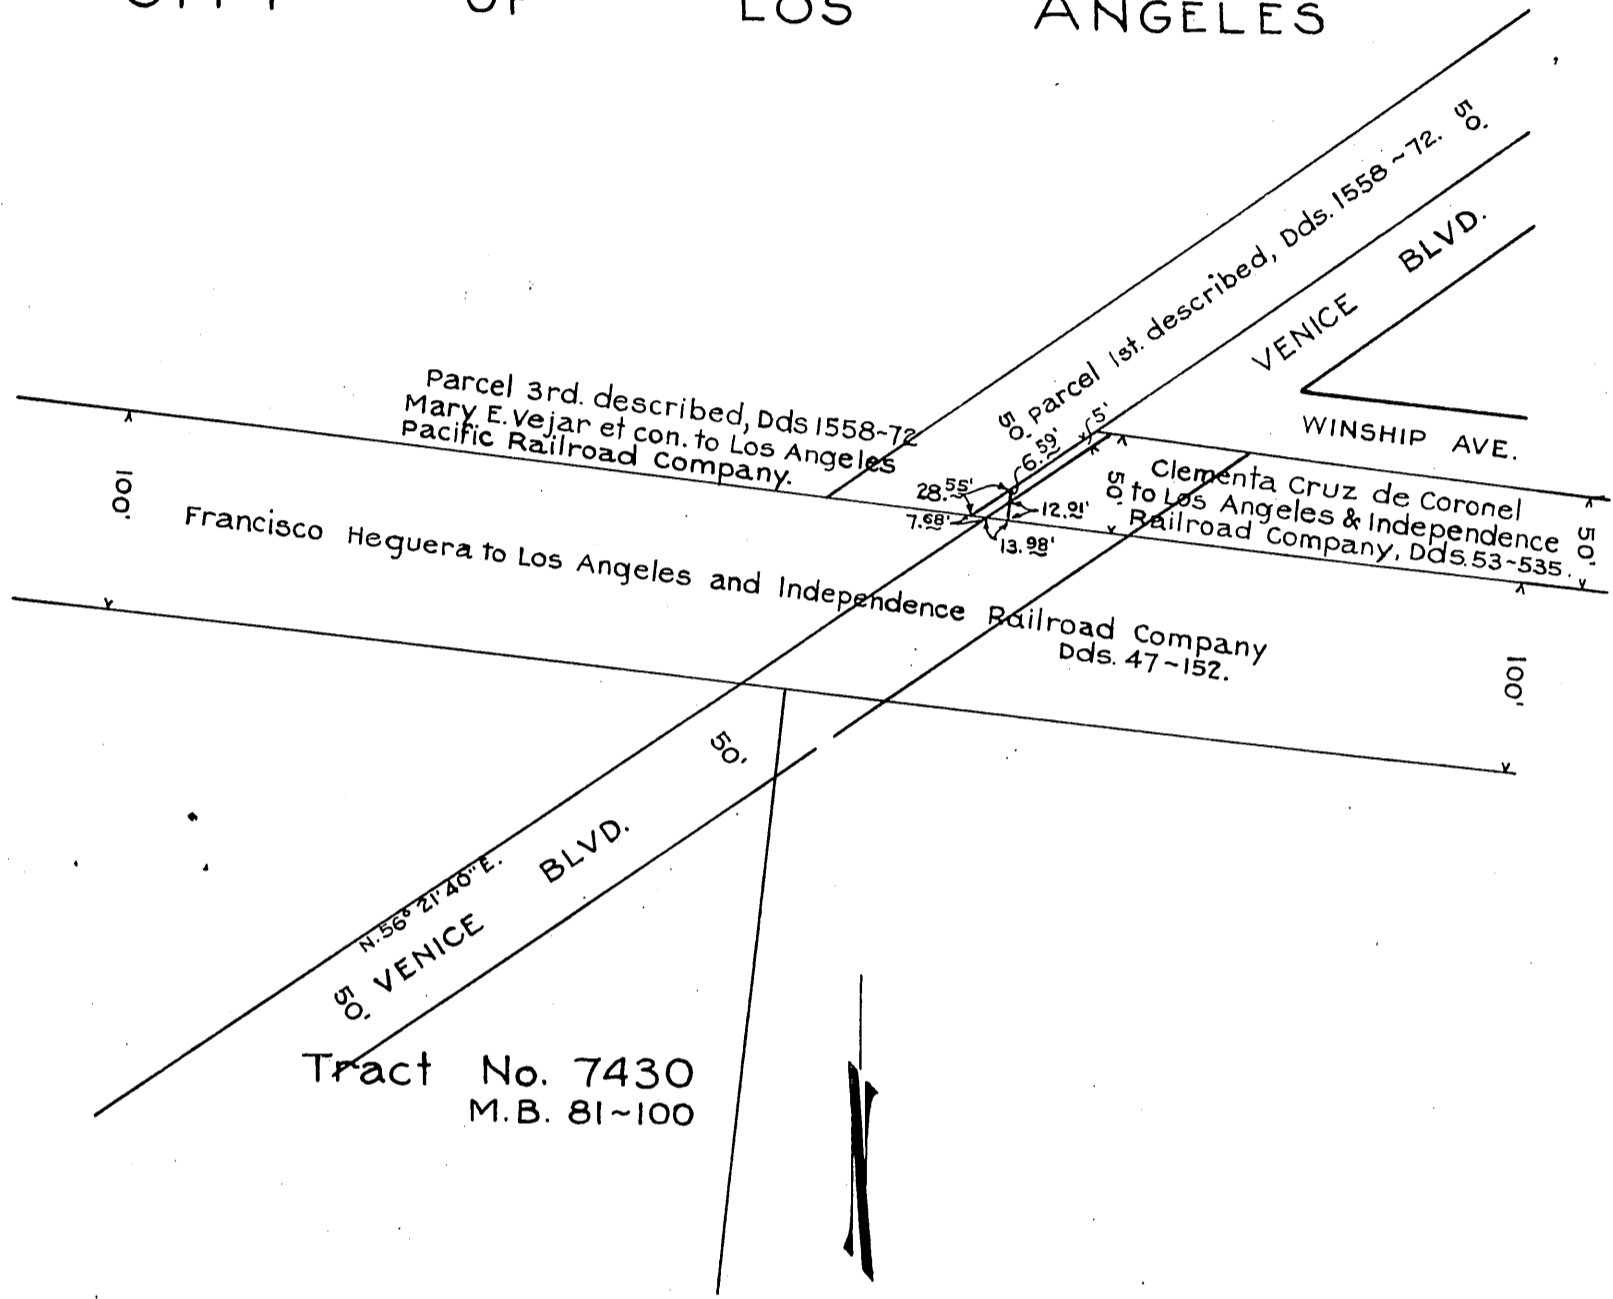 CITY OF LOS ANGELES
50.
Parcel 1st. described, Dds. 1558~72.
50.
VENICE BLVD.
WINSHIP AVE.
Parcel 3rd. described, Dds 1558-72
Mary E. Vejar et con. to Los Angeles
Pacific Railroad Company.
5'
6.59'
28.55'
7.68'
12.91'
13.98'
50.'
Clementa Cruz de Coronel
to Los Angeles & Independence
Railroad Company, Dds. 53~535.
50.'
100.'
Francisco Heguera to Los Angeles and Independence Railroad Company
Dds. 47~152.
100.'
50.'
N. 56° 21' 40" E.
50.'
VENICE BLVD.
Tract No. 7430
M.B. 81~100